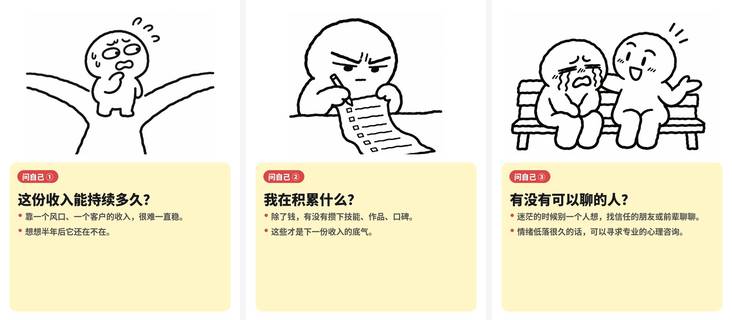 问自己 ①
这份收入能持续多久？
靠一个风口、一个客户的收入，很难一直稳。
想想半年后它还在不在。
问自己 ②
我在积累什么？
除了钱，有没有攒下技能、作品、口碑。
这些才是下一份收入的底气。
问自己 ③
有没有可以聊的人？
迷茫的时候别一个人想，找信任的朋友或前辈聊聊。
情绪低落很久的话，可以寻求专业的心理咨询。